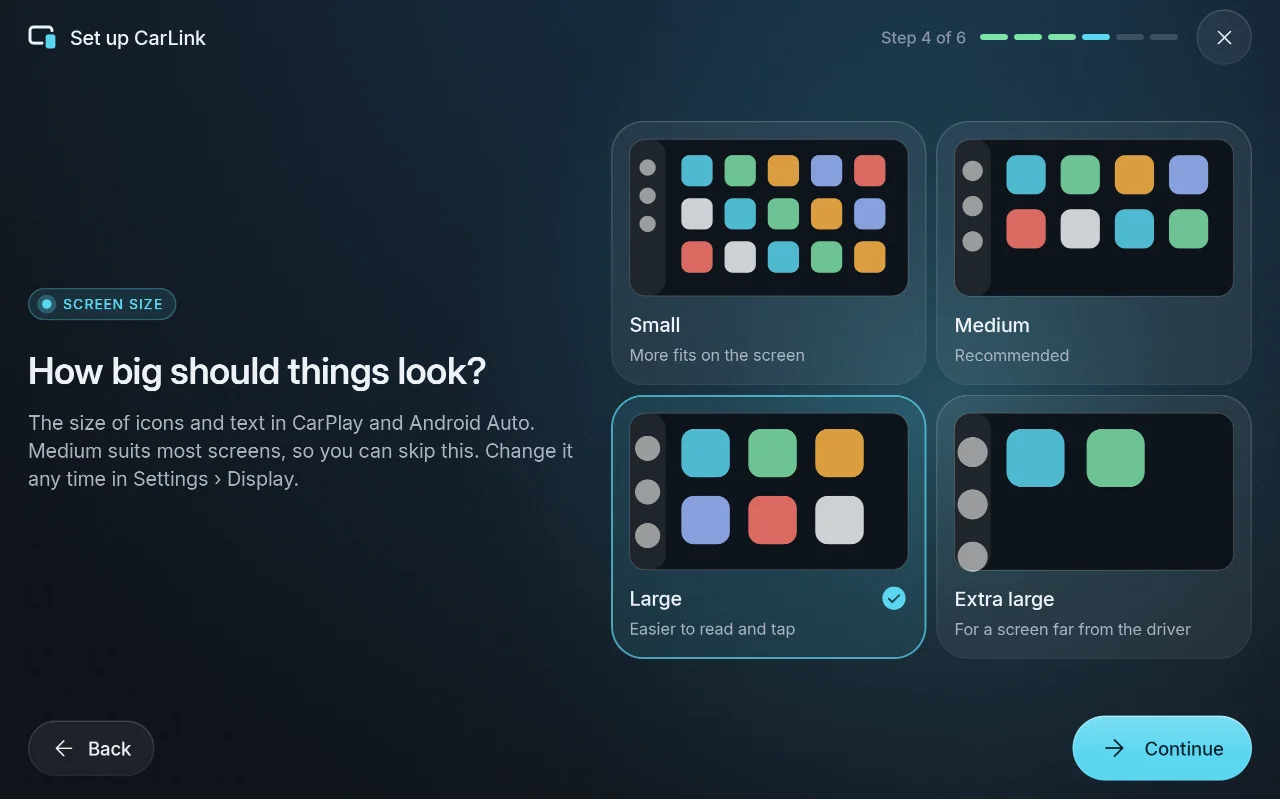 Set up CarLink
Step 4 of 6
SCREEN SIZE
How big should things look?
The size of icons and text in CarPlay and Android Auto.
Medium suits most screens, so you can skip this. Change it
any time in Settings › Display.
Small
More fits on the screen
Medium
Recommended
Large
Easier to read and tap
Extra large
For a screen far from the driver
Back
Continue